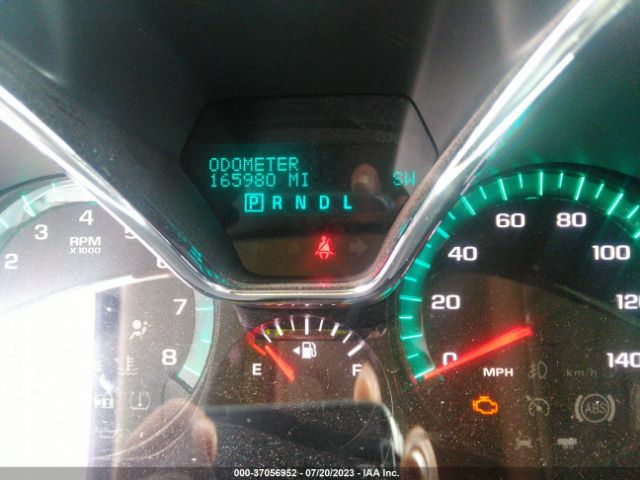 ODOMETER
165980 MI SW
P R N D L
2 3 4 5 6 7 8
RPM
X 1000
E F
0 20 40 60 80 100 120 140
MPH km/h
ABS
000-37056952 - 07/20/2023 - IAA Inc.